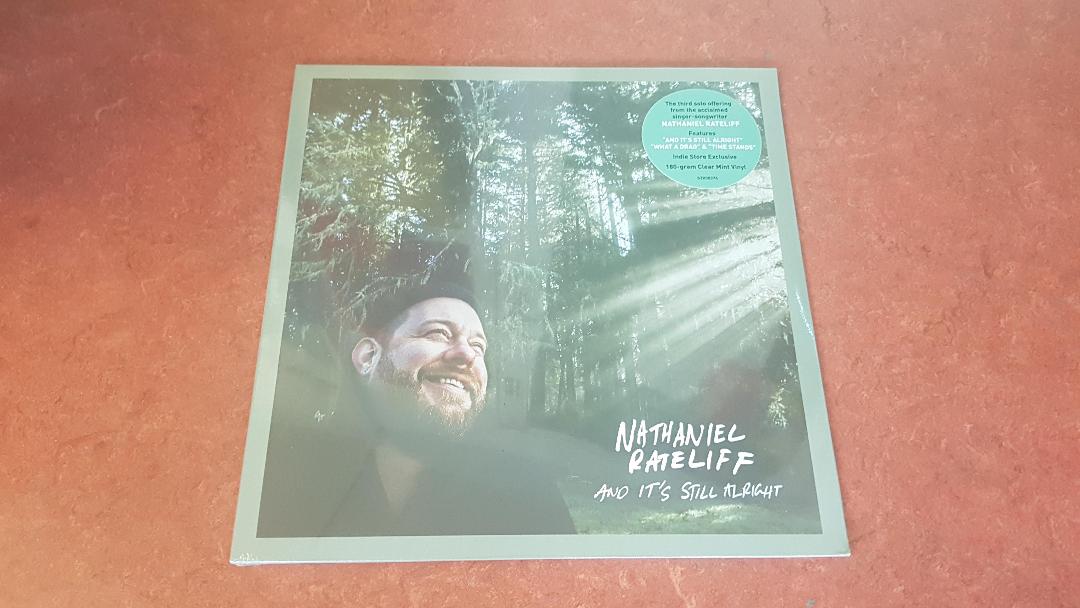 The third solo offering
from the acclaimed
singer-songwriter
NATHANIEL RATELIFF
Features
"AND IT'S STILL ALRIGHT"
"WHAT A DRAG" & "TIME STANDS"
Indie Store Exclusive
180-gram Clear Mint Vinyl
NATHANIEL
RATELIFF
AND IT'S STILL ALRIGHT